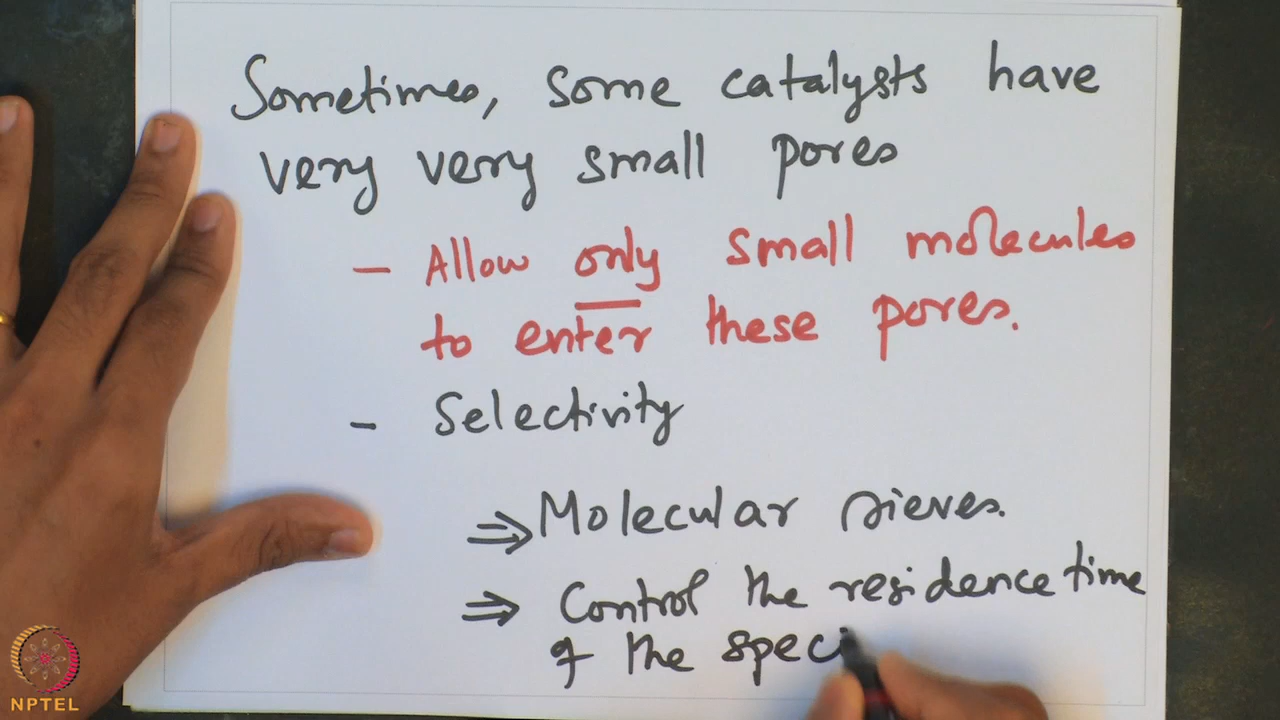 Sometimes, some catalysts have
very very small pores
- Allow only small molecules
to enter these pores.
- Selectivity
⇒ Molecular sieves.
⇒ Control the residence time
of the speci
NPTEL